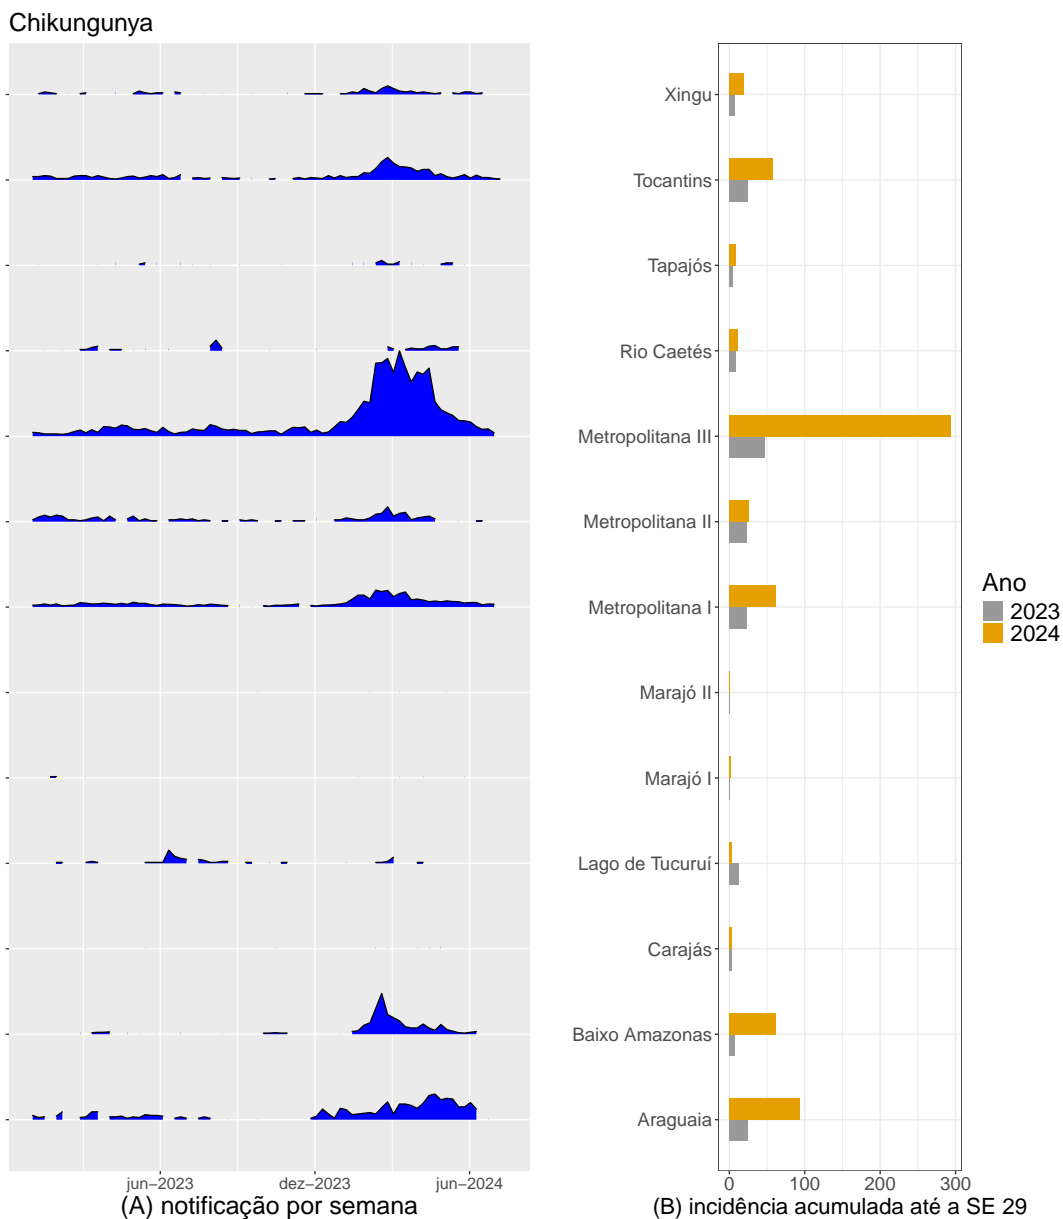 Chikungunya
Xingu
Tocantins
Tapajós
Rio Caetés
Metropolitana III
Metropolitana II
Metropolitana I
Marajó II
Marajó I
Lago de Tucuruí
Carajás
Baixo Amazonas
Araguaia
Ano
2023
2024
jun–2023 dez–2023 jun–2024
0 100 200 300
(A) notificação por semana
(B) incidência acumulada até a SE 29